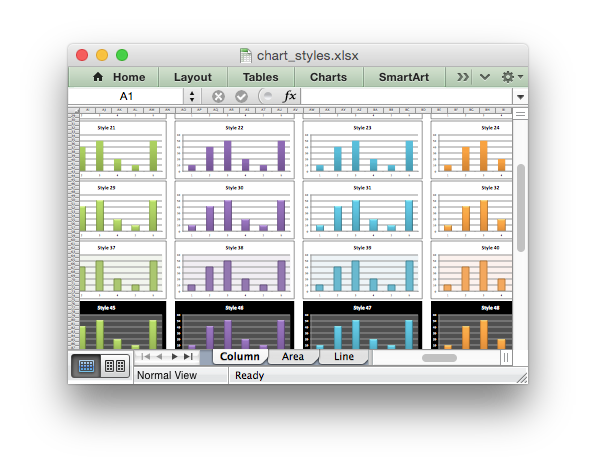 chart_styles.xlsx
Home Layout Tables Charts SmartArt
A1 fx
Style 21 Style 22 Style 23 Style 24
Style 29 Style 30 Style 31 Style 32
Style 37 Style 38 Style 39 Style 40
Style 45 Style 46 Style 47 Style 48
Column Area Line
Normal View Ready